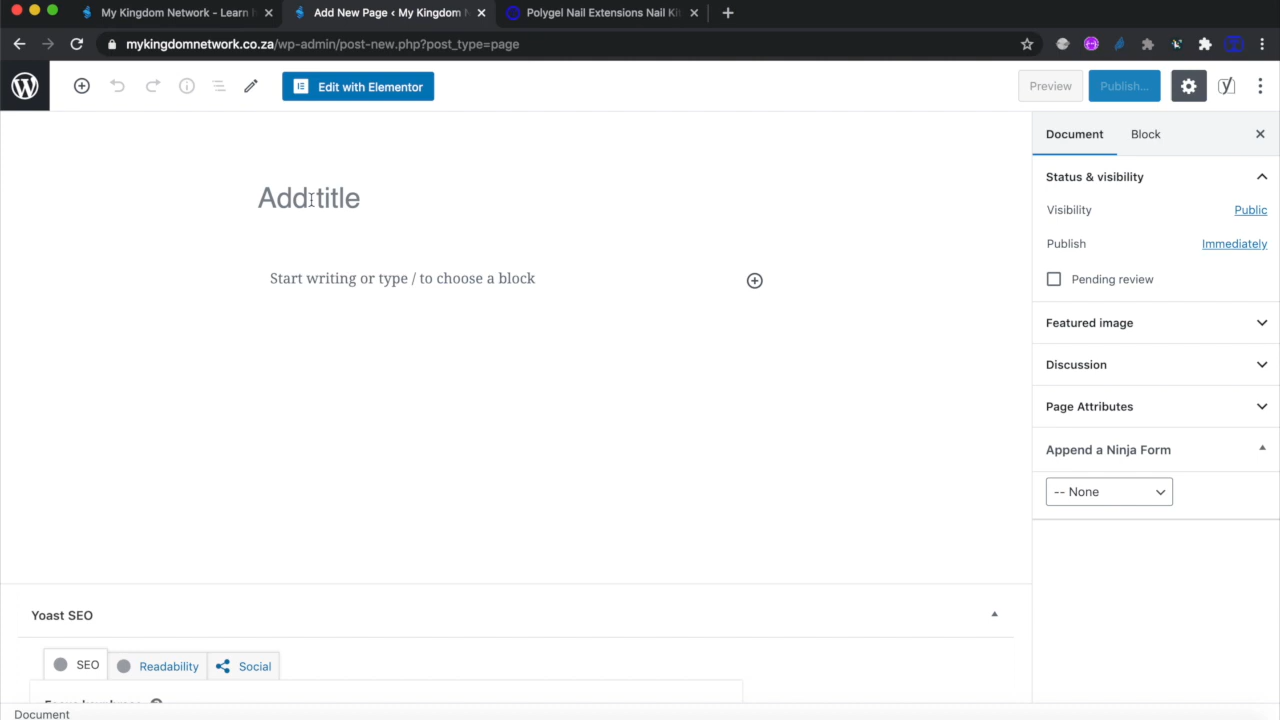 My Kingdom Network - Learn
Add New Page ‹ My Kingdom
Polygel Nail Extensions Nail Kit
mykingdomnetwork.co.za/wp-admin/post-new.php?post_type=page
Edit with Elementor
Preview
Publish...
Document
Block
Status & visibility
Add title
Visibility
Public
Publish
Immediately
Start writing or type / to choose a block
Pending review
Featured image
Discussion
Page Attributes
Append a Ninja Form
-- None
Yoast SEO
SEO
Readability
Social
Document